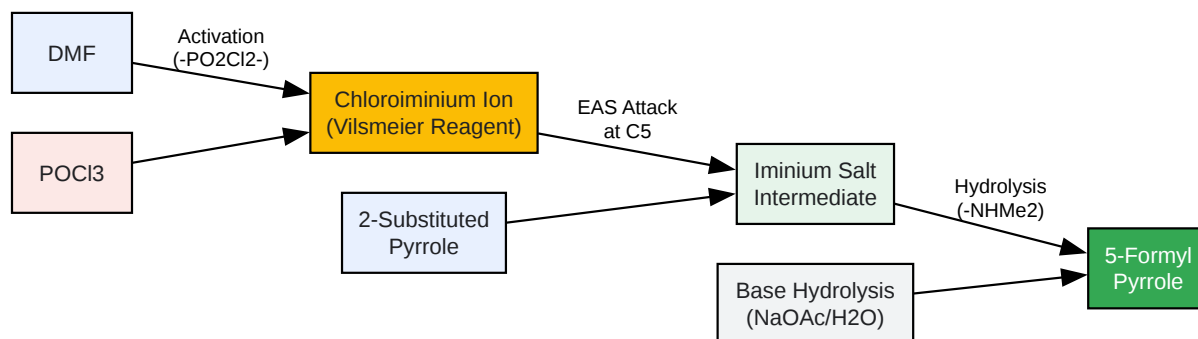 DMF
Activation
(-PO2Cl2-)
POCl3
Chloroiminium Ion
(Vilsmeier Reagent)
EAS Attack
at C5
2-Substituted
Pyrrole
Iminium Salt
Intermediate
Hydrolysis
(-NHMe2)
Base Hydrolysis
(NaOAc/H2O)
5-Formyl
Pyrrole